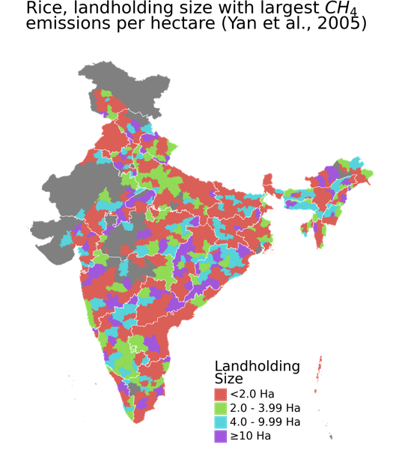 Rice, landholding size with largest CH₄
emissions per hectare (Yan et al., 2005)
Landholding
Size
<2.0 Ha
2.0 - 3.99 Ha
4.0 - 9.99 Ha
≥10 Ha